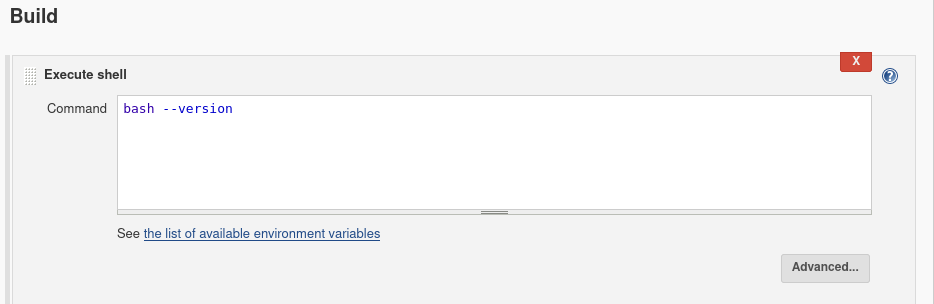 Build
X
Execute shell
?
Command
bash --version
See the list of available environment variables
Advanced...